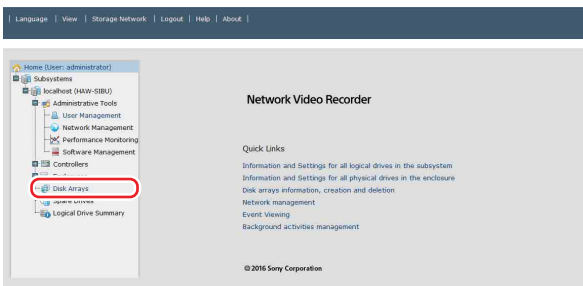 | Language | View | Storage Network | Logout | Help | About |
Home (User: administrator)
Subsystems
localhost (HAW-SIBU)
Administrative Tools
User Management
Network Management
Performance Monitoring
Software Management
Controllers
Disk Arrays
Spare Drives
Logical Drive Summary
Network Video Recorder
Quick Links
Information and Settings for all logical drives in the subsystem
Information and Settings for all physical drives in the enclosure
Disk arrays information, creation and deletion
Network management
Event Viewing
Background activities management
© 2016 Sony Corporation